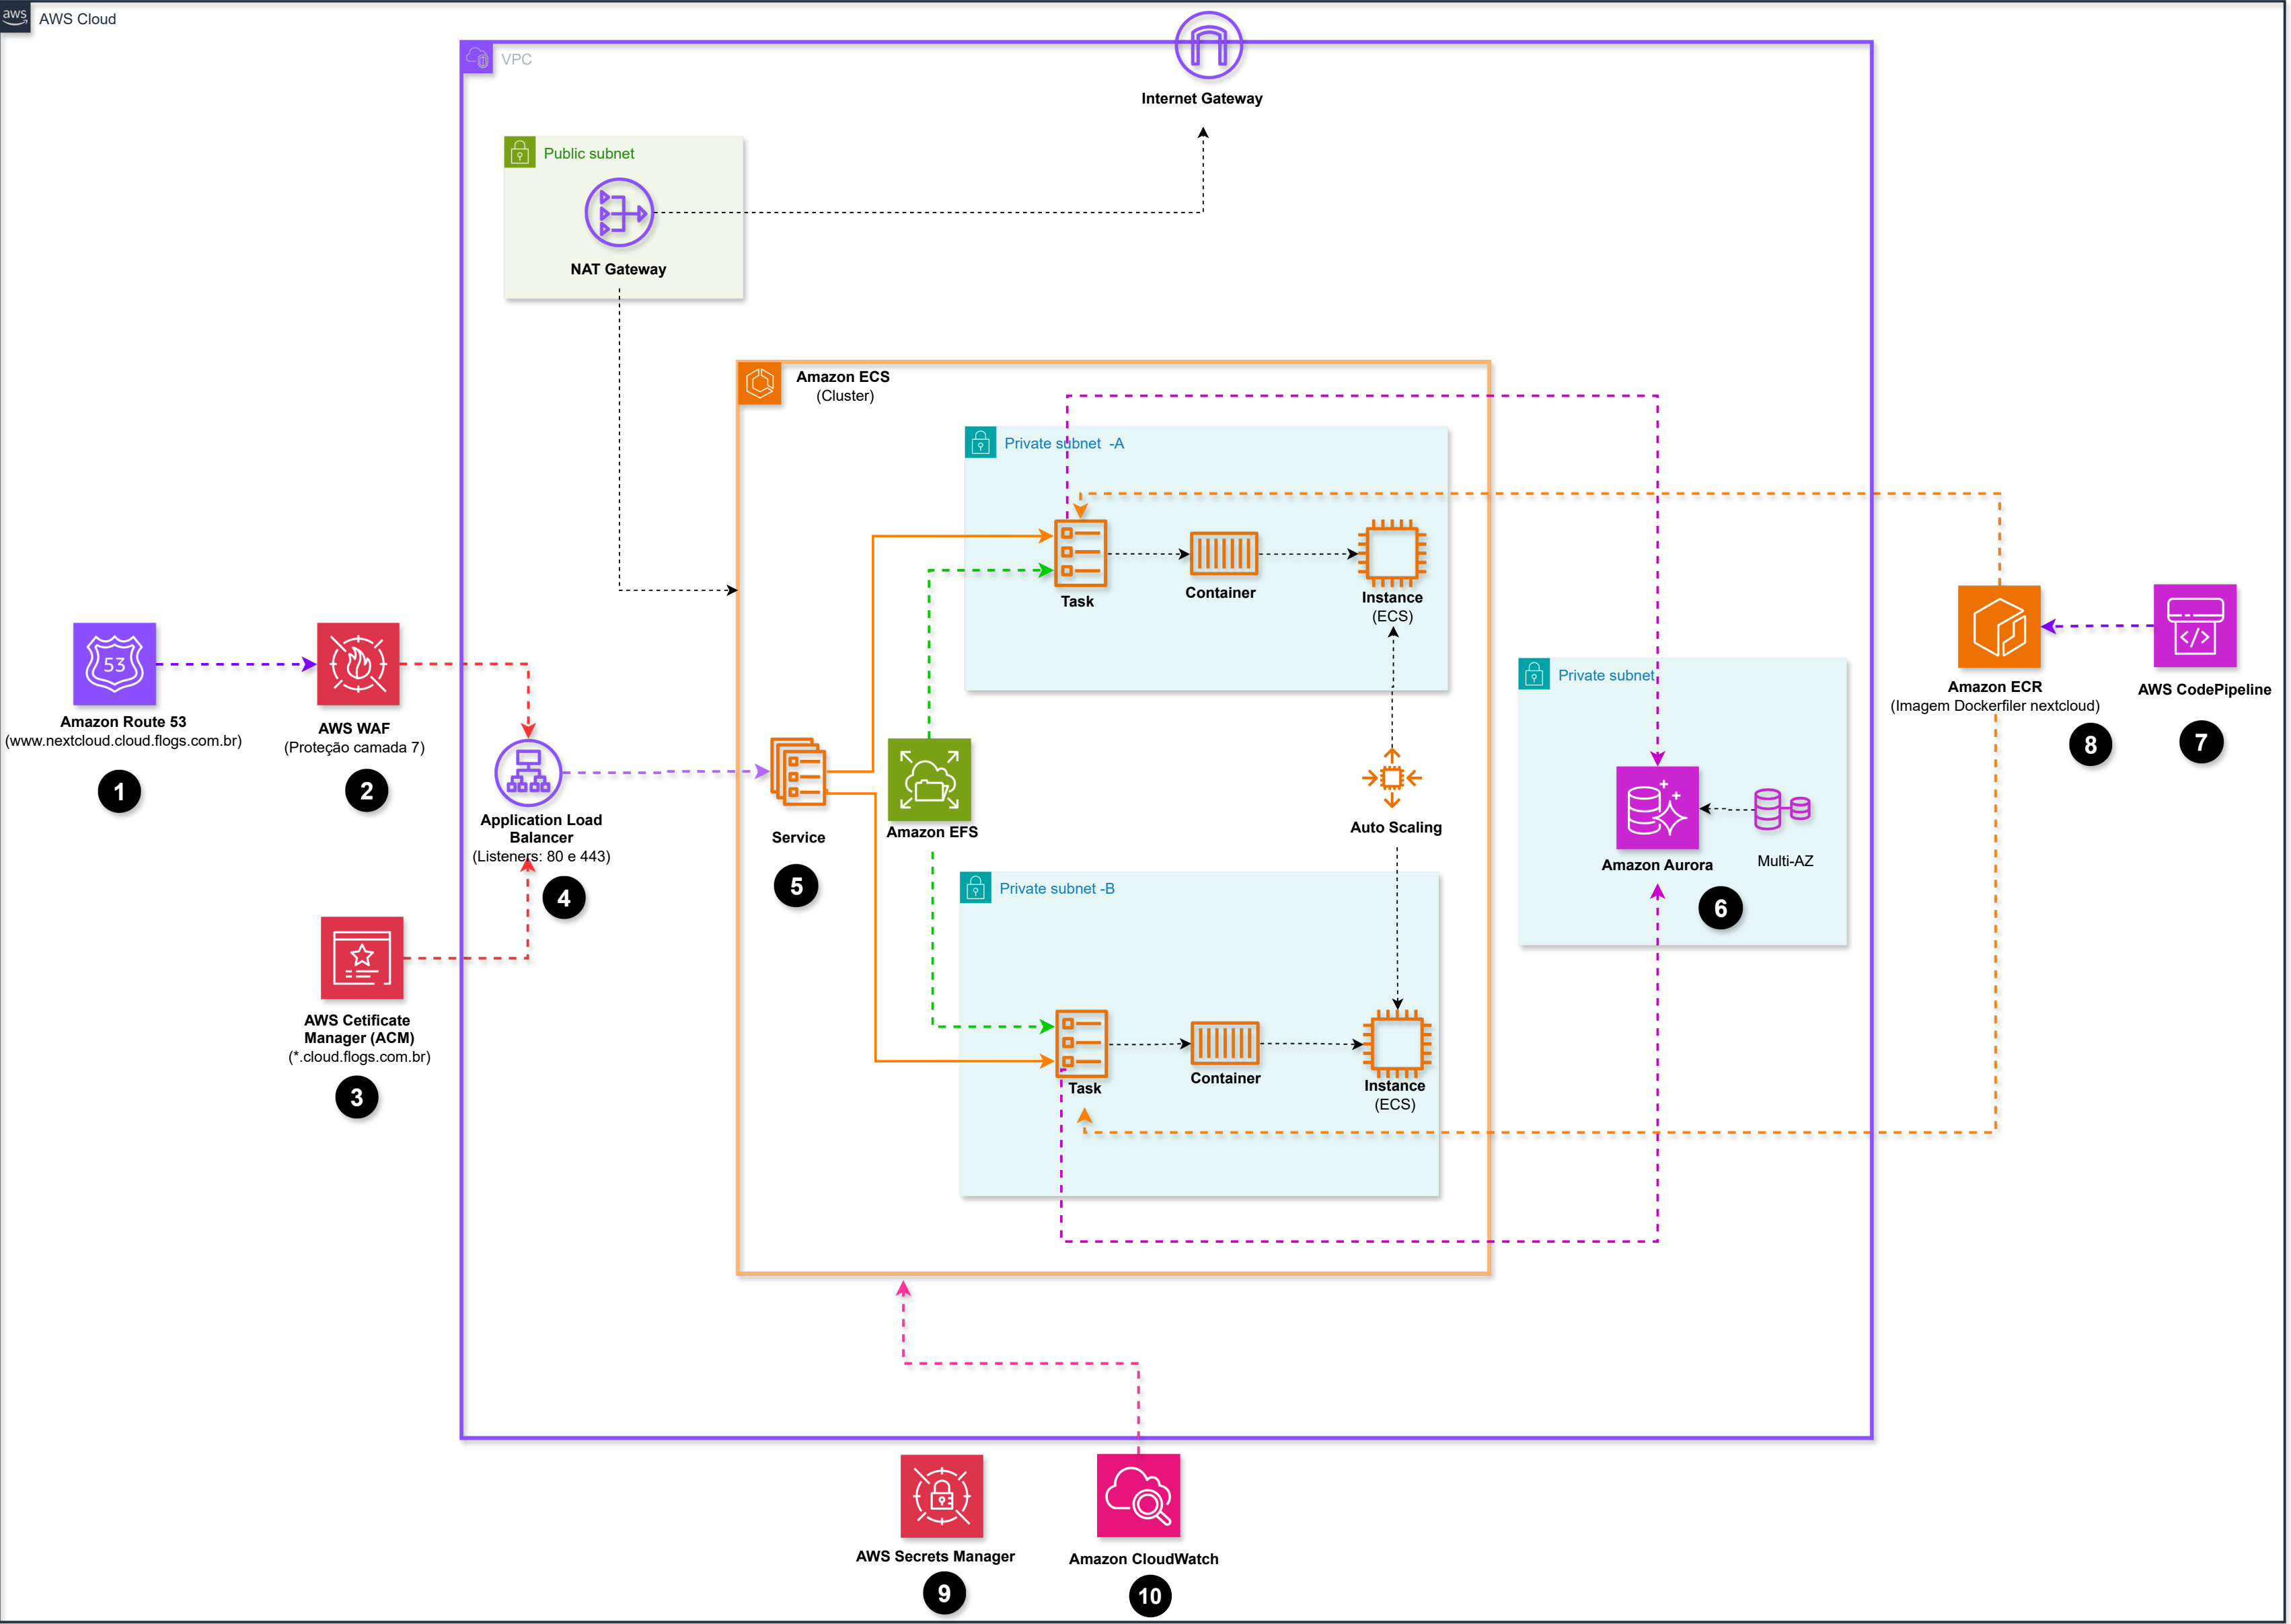 aws
AWS Cloud
VPC
Internet Gateway
Public subnet
NAT Gateway
Amazon ECS
(Cluster)
Private subnet -A
Task
Container
Instance
(ECS)
53
Amazon Route 53
(www.nextcloud.cloud.flogs.com.br)
1
AWS WAF
(Proteção camada 7)
2
Application Load
Balancer
(Listeners: 80 e 443)
4
AWS Cetificate
Manager (ACM)
(*.cloud.flogs.com.br)
3
Service
5
Amazon EFS
Auto Scaling
Private subnet
Amazon Aurora
6
Multi-AZ
Amazon ECR
(Imagem Dockerfiler nextcloud)
8
</>
AWS CodePipeline
7
Private subnet -B
Task
Container
Instance
(ECS)
AWS Secrets Manager
9
Amazon CloudWatch
10